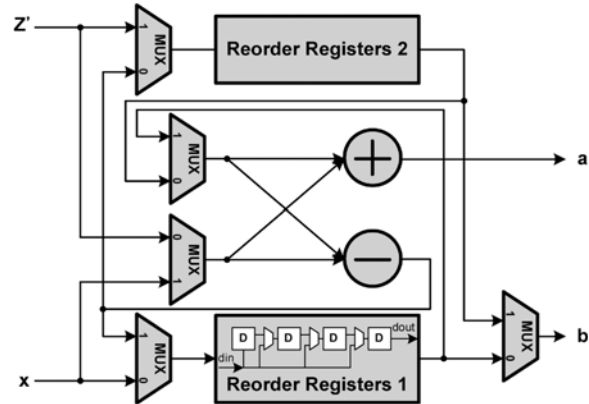 Z'
1
MUX
0
Reorder Registers 2
1
MUX
0
a
0
MUX
1
1
MUX
0
b
1
MUX
0
x
D
D
D
D
dout
din
Reorder Registers 1